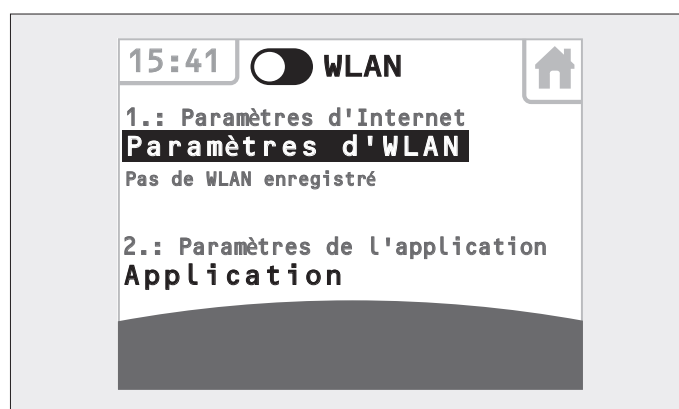 15:41 WLAN
1.: Paramètres d'Internet
Paramètres d'WLAN
Pas de WLAN enregistré
2.: Paramètres de l'application
Application